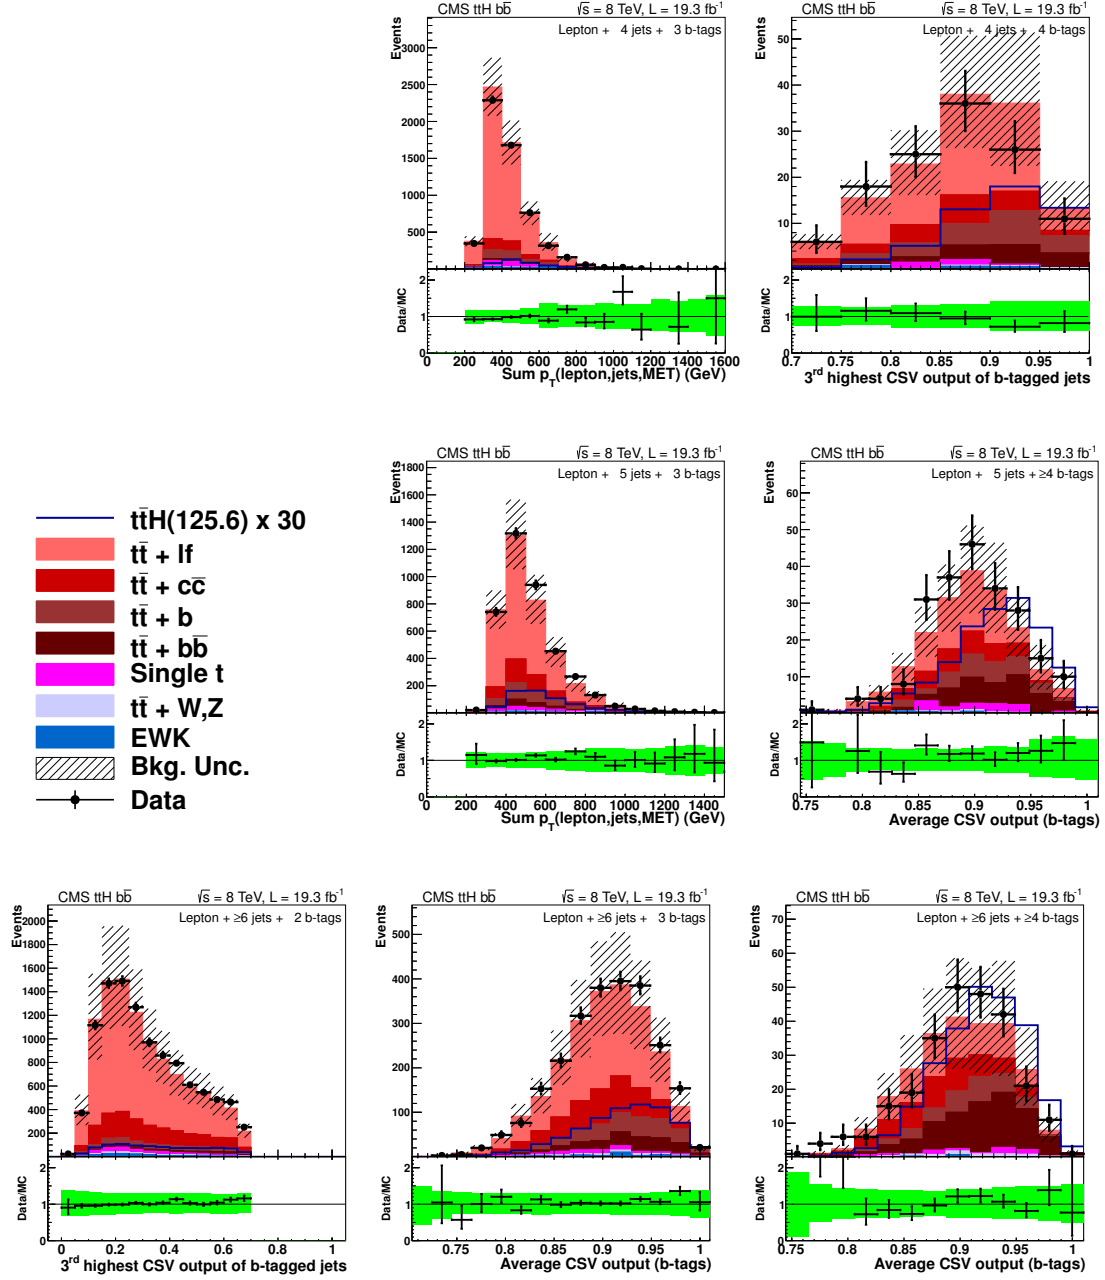 CMS ttH bb̅ √s = 8 TeV, L = 19.3 fb⁻¹
Lepton + 4 jets + 3 b-tags
Events
3000
2500
2000
1500
1000
500
Data/MC
2
1
0
0 200 400 600 800 1000 1200 1400 1600
Sum p_T(lepton,jets,MET) (GeV)
CMS ttH bb̅ √s = 8 TeV, L = 19.3 fb⁻¹
Lepton + 4 jets + 4 b-tags
Events
50
40
30
20
10
Data/MC
2
1
0
0.7 0.75 0.8 0.85 0.9 0.95 1
3rd highest CSV output of b-tagged jets
tt̅H(125.6) x 30
tt̅ + lf
tt̅ + cc̅
tt̅ + b
tt̅ + bb̅
Single t
tt̅ + W,Z
EWK
Bkg. Unc.
Data
CMS ttH bb̅ √s = 8 TeV, L = 19.3 fb⁻¹
Lepton + 5 jets + 3 b-tags
Events
1800
1600
1400
1200
1000
800
600
400
200
Data/MC
2
1
0
0 200 400 600 800 1000 1200 1400
Sum p_T(lepton,jets,MET) (GeV)
CMS ttH bb̅ √s = 8 TeV, L = 19.3 fb⁻¹
Lepton + 5 jets + ≥4 b-tags
Events
60
50
40
30
20
10
0
Data/MC
2
1
0
0.75 0.8 0.85 0.9 0.95 1
Average CSV output (b-tags)
CMS ttH bb̅ √s = 8 TeV, L = 19.3 fb⁻¹
Lepton + ≥6 jets + 2 b-tags
Events
2000
1800
1600
1400
1200
1000
800
600
400
200
Data/MC
2
1
0
0 0.2 0.4 0.6 0.8 1
3rd highest CSV output of b-tagged jets
CMS ttH bb̅ √s = 8 TeV, L = 19.3 fb⁻¹
Lepton + ≥6 jets + 3 b-tags
Events
500
400
300
200
100
Data/MC
2
1
0
0.75 0.8 0.85 0.9 0.95 1
Average CSV output (b-tags)
CMS ttH bb̅ √s = 8 TeV, L = 19.3 fb⁻¹
Lepton + ≥6 jets + ≥4 b-tags
Events
70
60
50
40
30
20
10
0
Data/MC
2
1
0
0.75 0.8 0.85 0.9 0.95 1
Average CSV output (b-tags)